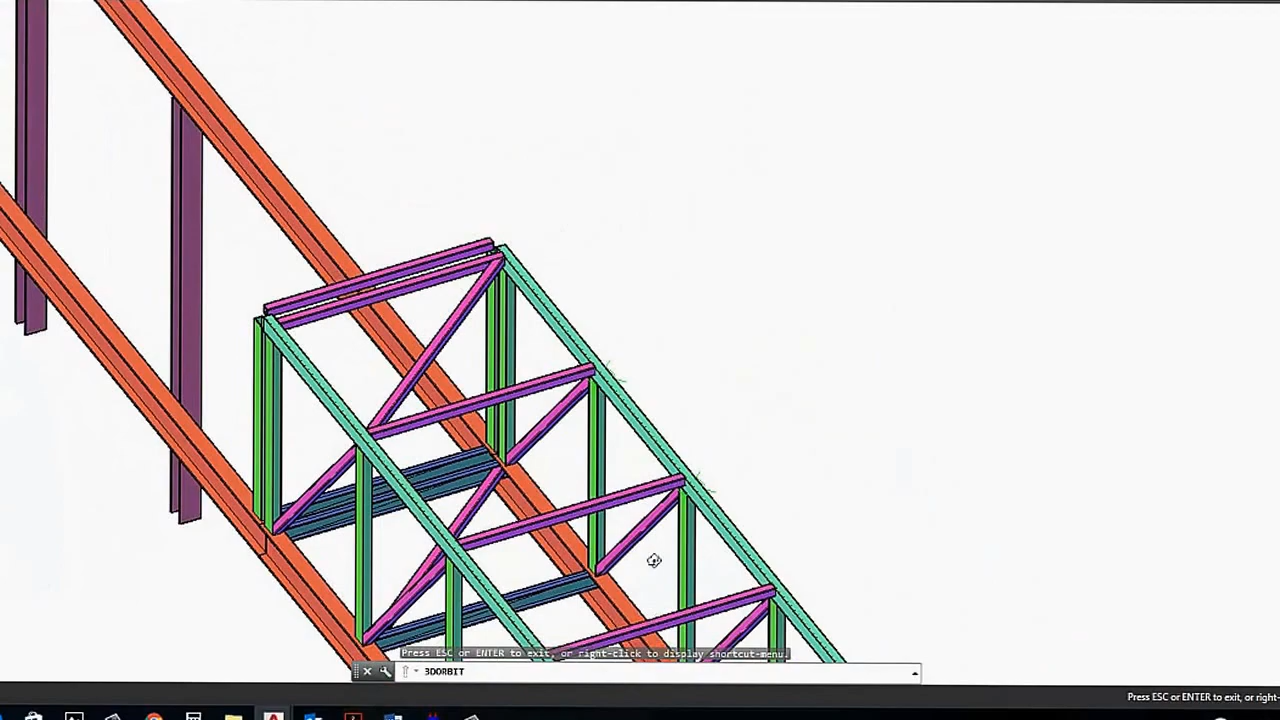 Press ESC or ENTER to exit, or right-click to display shortcut-menu.
3DORBIT
Press ESC or ENTER to exit, or right-